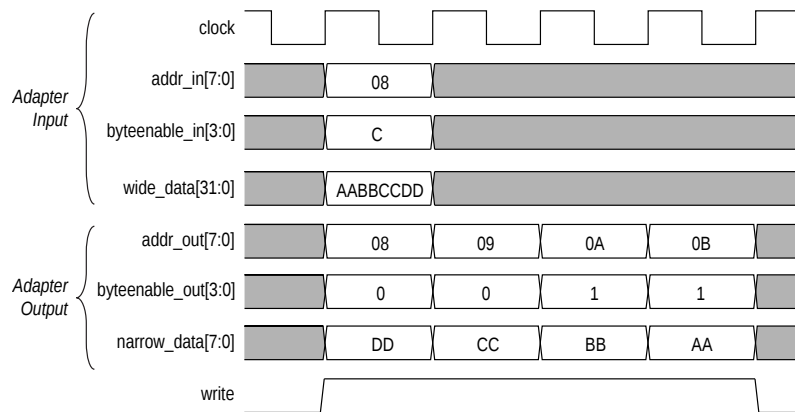 clock
Adapter
Input
addr_in[7:0]
08
byteenable_in[3:0]
C
wide_data[31:0]
AABBCCDD
Adapter
Output
addr_out[7:0]
08 09 0A 0B
byteenable_out[3:0]
0 0 1 1
narrow_data[7:0]
DD CC BB AA
write